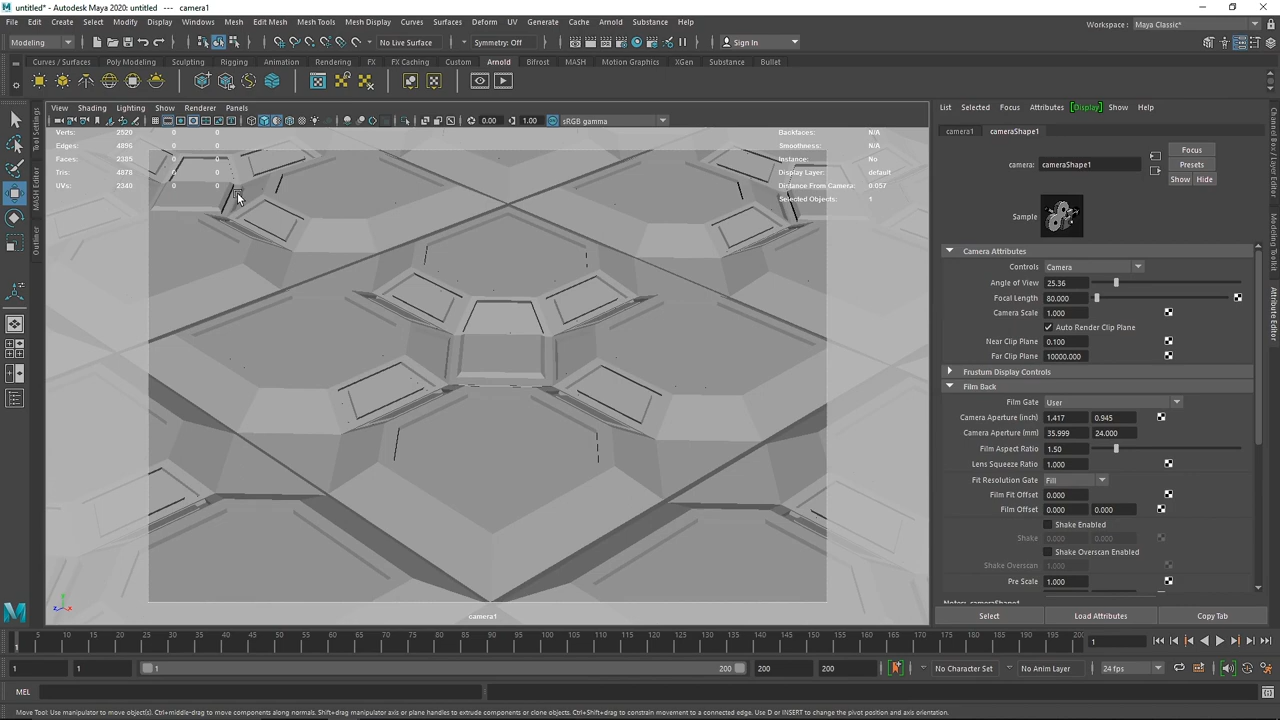 untitled* - Autodesk Maya 2020: untitled --- camera1
File Edit Create Select Modify Display Windows Mesh Edit Mesh Mesh Tools Mesh Display Curves Surfaces Deform UV Generate Cache Arnold Substance Help
Workspace : Maya Classic*
Modeling No Live Surface Symmetry: Off Sign In
Curves / Surfaces Poly Modeling Sculpting Rigging Animation Rendering FX FX Caching Custom Arnold Bifrost MASH Motion Graphics XGen Substance Bullet
View Shading Lighting Show Renderer Panels
0.00 1.00 sRGB gamma
Verts: 2520 0 0
Edges: 4896 0 0
Faces: 2385 0 0
Tris: 4878 0 0
UVs: 2340 0 0
Backfaces: N/A
Smoothness: N/A
Instance: No
Display Layer: default
Distance From Camera: 0.057
Selected Objects: 1
camera1
Tool Settings
MASH Editor
Outliner
List Selected Focus Attributes Display Show Help
camera1 cameraShape1
camera: cameraShape1
Focus
Presets
Show Hide
Sample
Camera Attributes
Controls Camera
Angle of View 25.36
Focal Length 80.000
Camera Scale 1.000
Auto Render Clip Plane
Near Clip Plane 0.100
Far Clip Plane 10000.000
Frustum Display Controls
Film Back
Film Gate User
Camera Aperture (inch) 1.417 0.945
Camera Aperture (mm) 35.999 24.000
Film Aspect Ratio 1.50
Lens Squeeze Ratio 1.000
Fit Resolution Gate Fill
Film Fit Offset 0.000
Film Offset 0.000 0.000
Shake Enabled
Shake 0.000 0.000
Shake Overscan Enabled
Shake Overscan 1.000
Pre Scale 1.000
Notes: cameraShape1
Select Load Attributes Copy Tab
Channel Box / Layer Editor
Modeling Toolkit
Attribute Editor
5 10 15 20 25 30 35 40 45 50 55 60 65 70 75 80 85 90 95 100 105 110 115 120 125 130 135 140 145 150 155 160 165 170 175 180 185 190 195 200
1 1
1 1 1 200 200 200 No Character Set No Anim Layer 24 fps
MEL
Move Tool: Use manipulator to move object(s). Ctrl+middle-drag to move components along normals. Shift+drag manipulator axis or plane handles to extrude components or clone objects. Ctrl+Shift+drag to constrain movement to a connected edge. Use D or INSERT to change the pivot position and axis orientation.